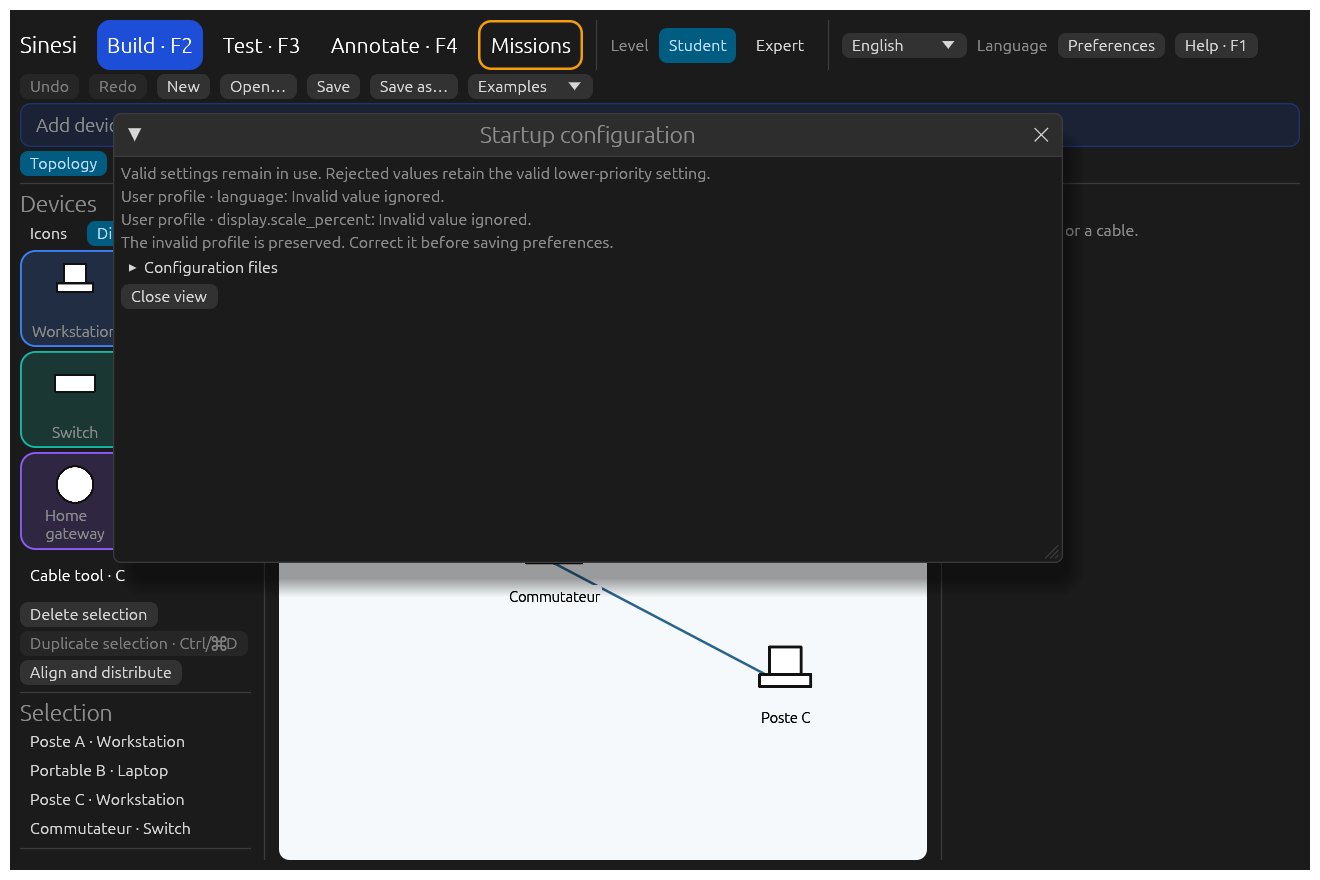 Sinesi Build · F2 Test · F3 Annotate · F4 Missions Level Student Expert English Language Preferences Help · F1
Undo Redo New Open… Save Save as… Examples
Add devic
Startup configuration
Topology
Valid settings remain in use. Rejected values retain the valid lower-priority setting.
User profile · language: Invalid value ignored.
User profile · display.scale_percent: Invalid value ignored.
The invalid profile is preserved. Correct it before saving preferences.
Configuration files
Close view
or a cable.
Devices
Icons Di
Workstation
Switch
Home
gateway
Cable tool · C
Delete selection
Duplicate selection · Ctrl/⌘D
Align and distribute
Selection
Poste A · Workstation
Portable B · Laptop
Poste C · Workstation
Commutateur · Switch
Commutateur
Poste C